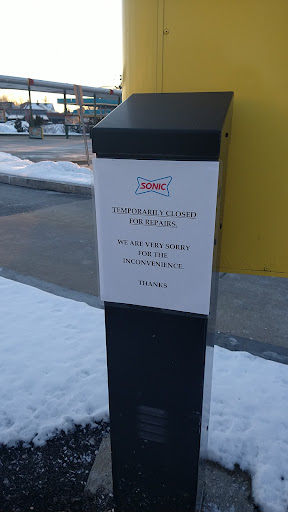 SONIC
TEMPORARILY CLOSED
FOR REPAIRS.
WE ARE VERY SORRY
FOR THE
INCONVENIENCE.
THANKS